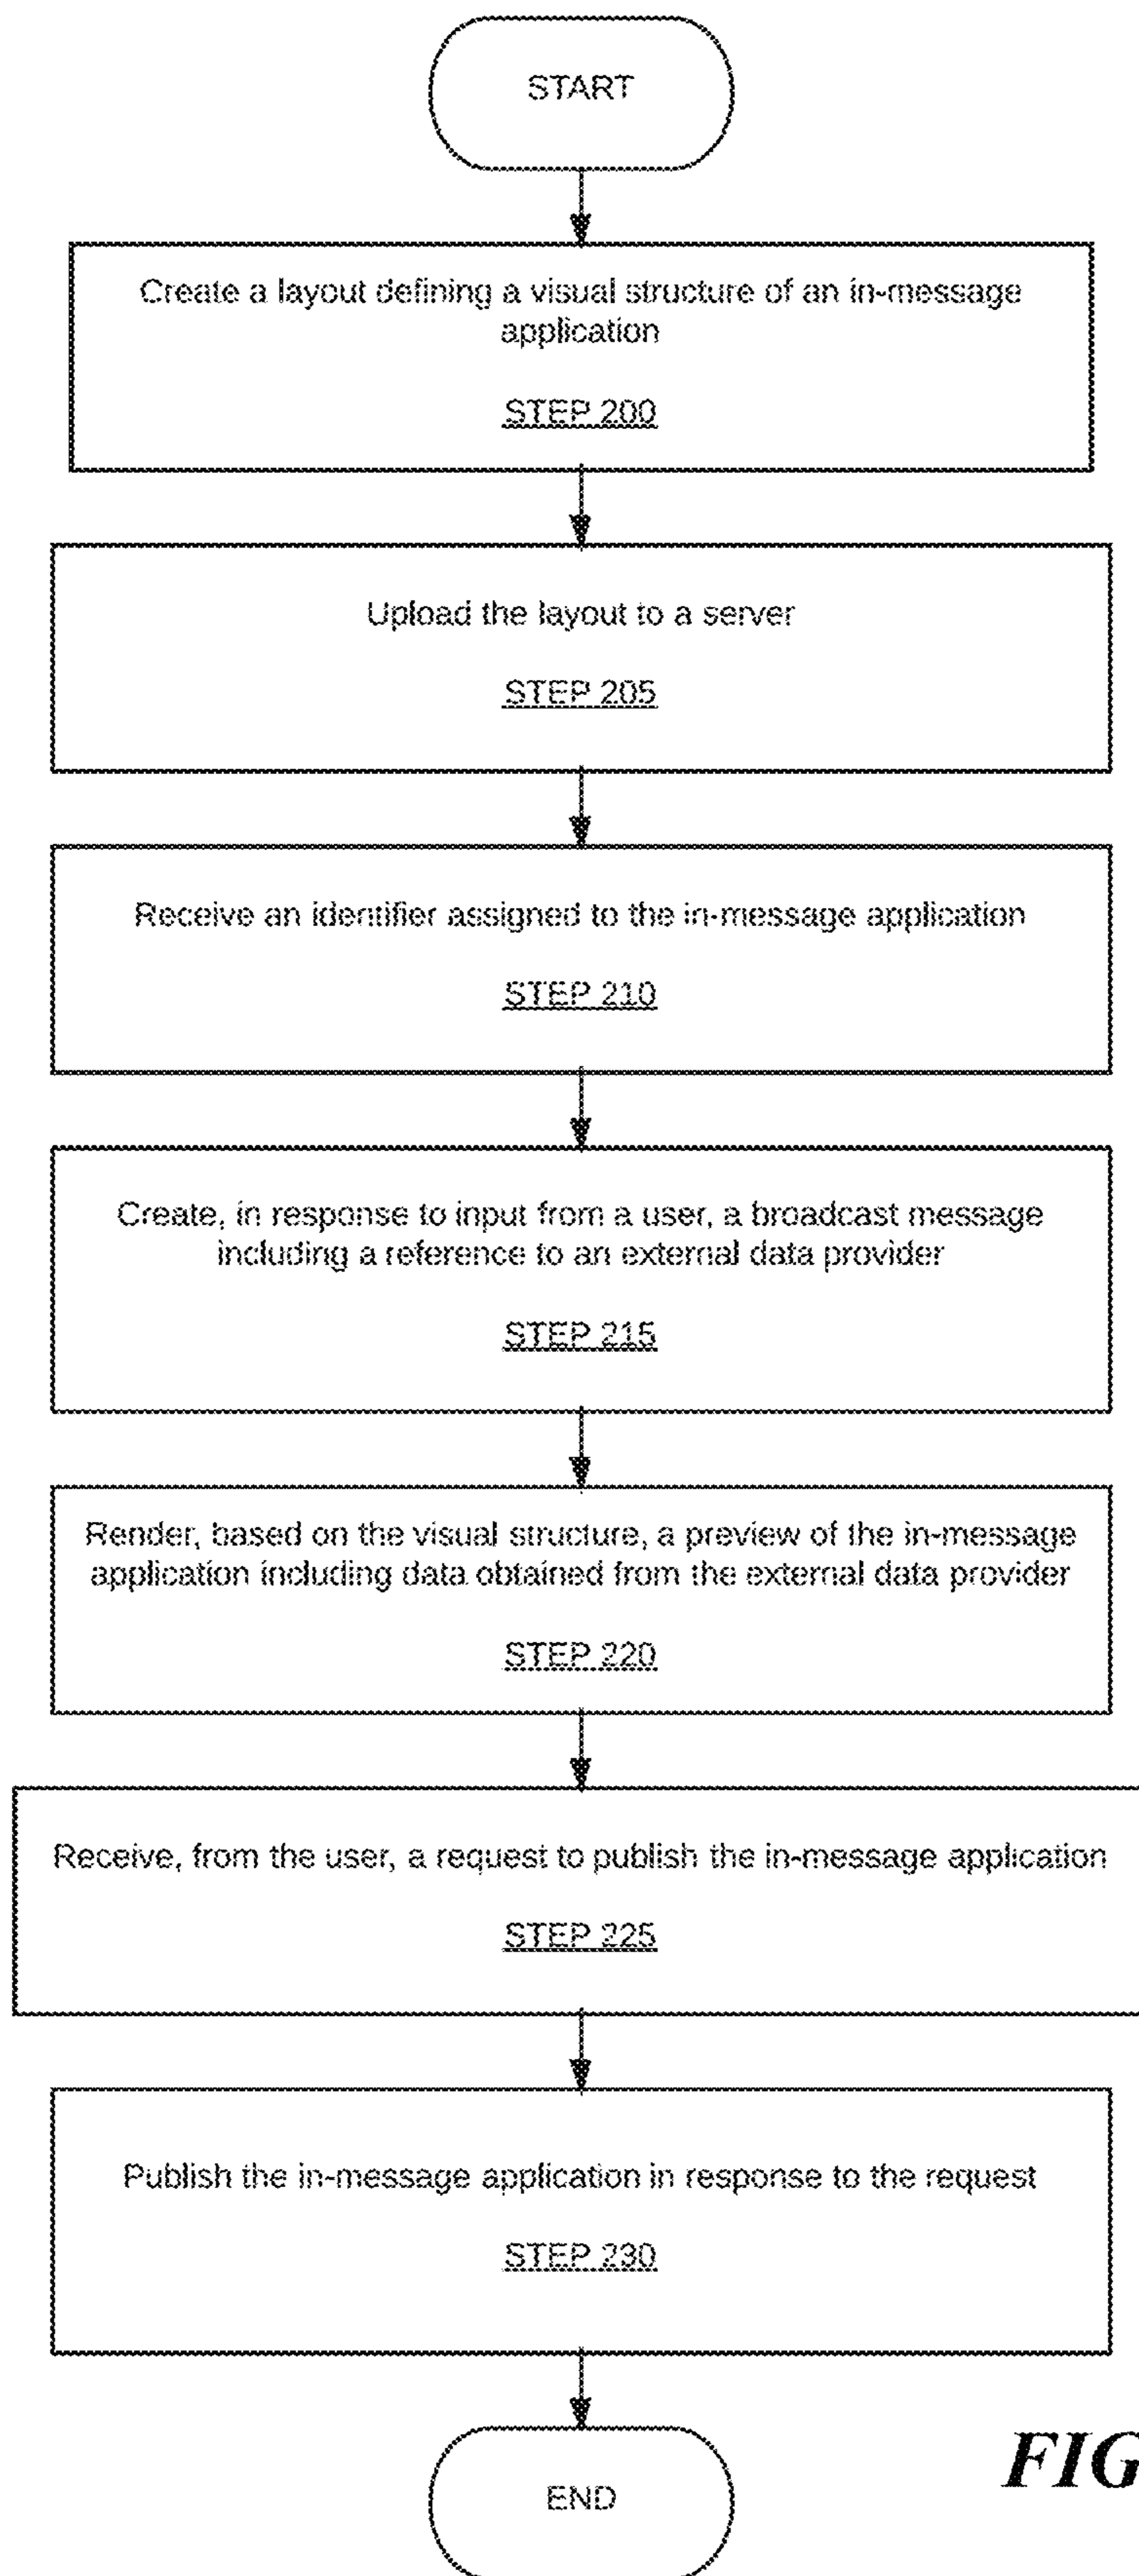 START
Create a layout defining a visual structure of an in-message
application
STEP 200
Upload the layout to a server
STEP 205
Receive an identifier assigned to the in-message application
STEP 210
Create, in response to input from a user, a broadcast message
including a reference to an external data provider
STEP 215
Render, based on the visual structure, a preview of the in-message
application including data obtained from the external data provider
STEP 220
Receive, from the user, a request to publish the in-message application
STEP 225
Publish the in-message application in response to the request
STEP 230
END
FIG